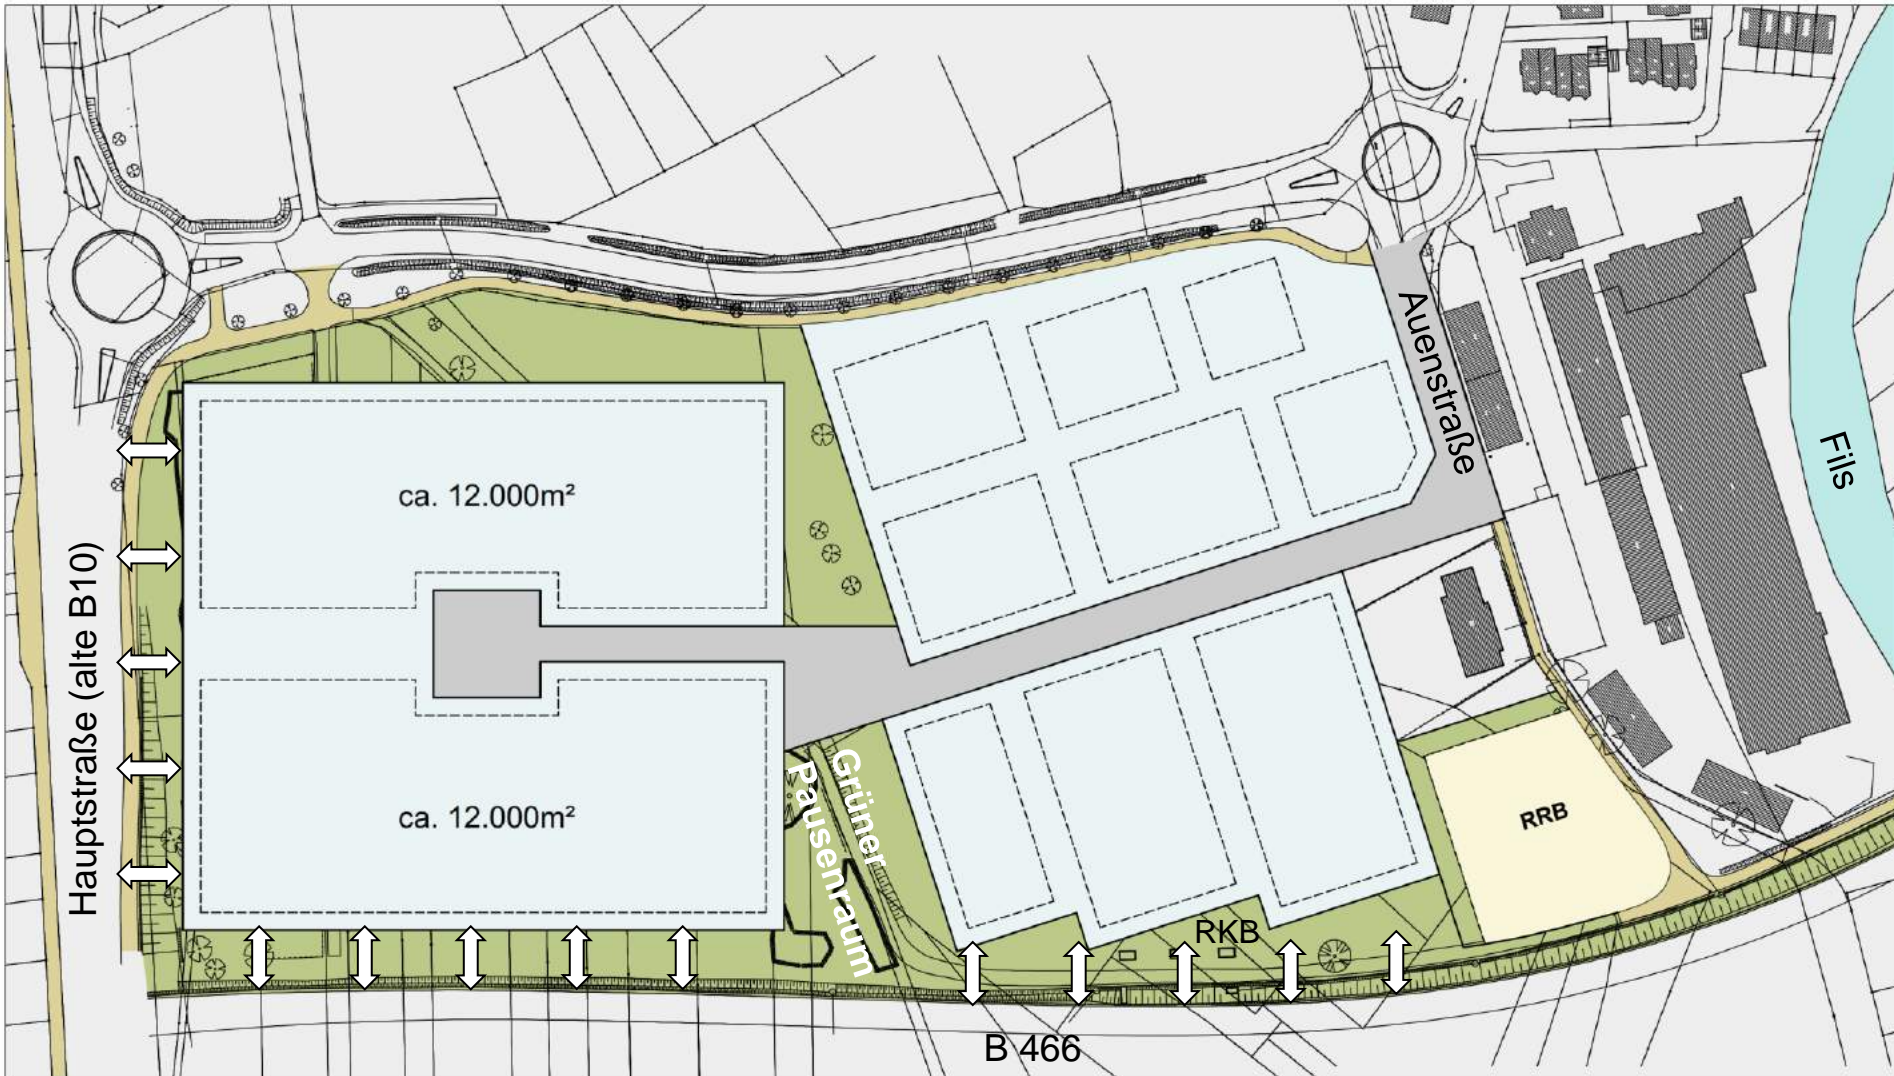 Auenstraße
Fils
ca. 12.000m²
Hauptstraße (alte B10)
ca. 12.000m²
Grüner
Pausenraum
RRB
RKB
B 466